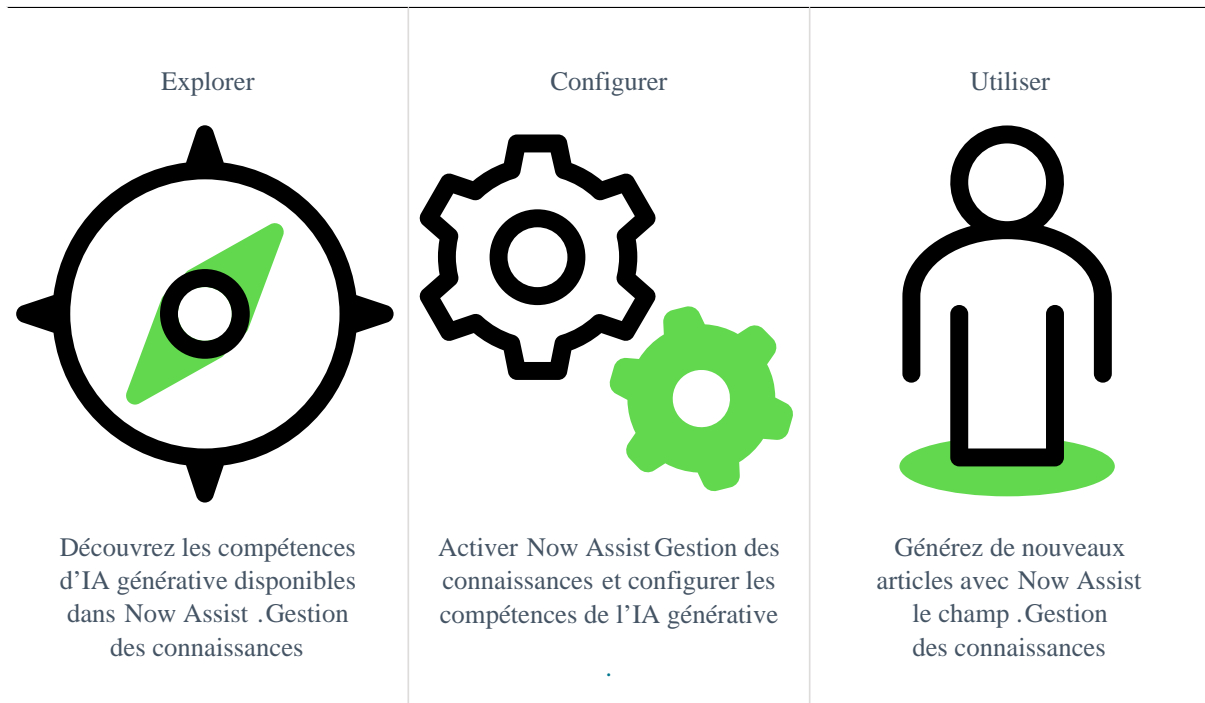 Explorer
Configurer
Utiliser
Découvrez les compétences
d’IA générative disponibles
dans Now Assist .Gestion
des connaissances
Activer Now Assist Gestion des
connaissances et configurer les
compétences de l’IA générative
.
Générez de nouveaux
articles avec Now Assist
le champ .Gestion
des connaissances